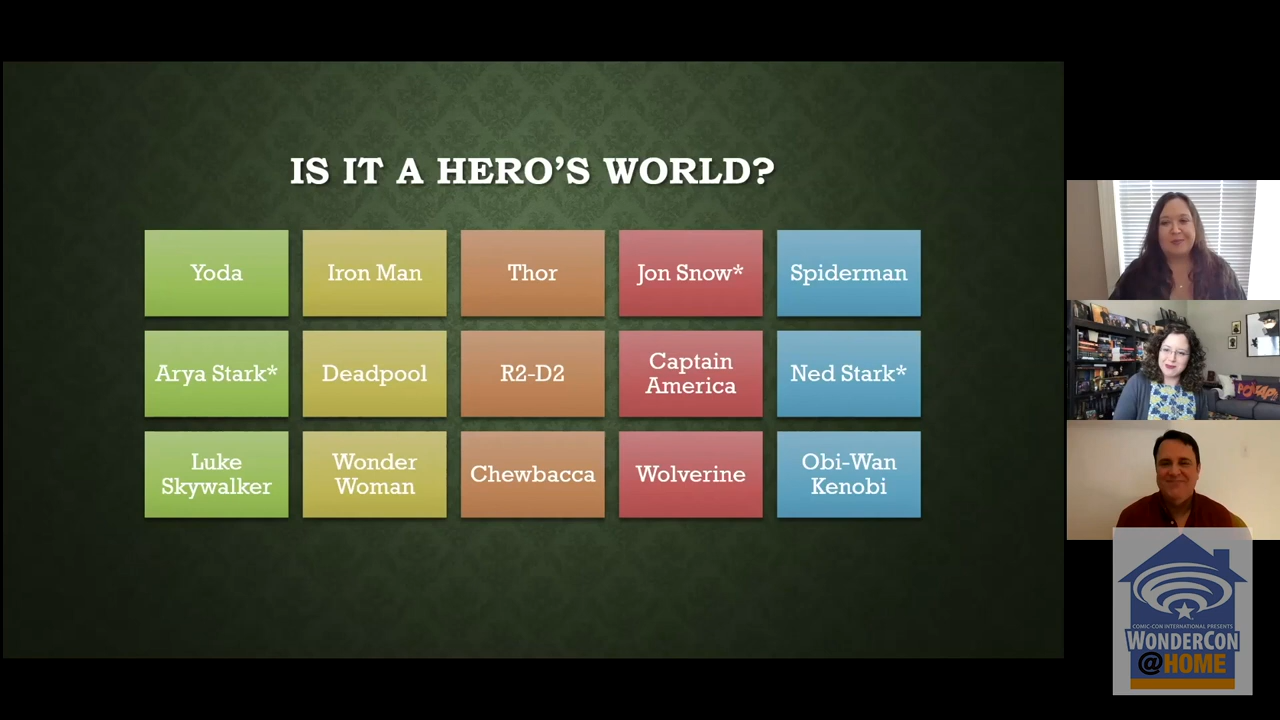 IS IT A HERO'S WORLD?
Yoda
Iron Man
Thor
Jon Snow*
Spiderman
Arya Stark*
Deadpool
R2-D2
Captain
America
Ned Stark*
Luke
Skywalker
Wonder
Woman
Chewbacca
Wolverine
Obi-Wan
Kenobi
POW
COMIC-CON INTERNATIONAL PRESENTS
WONDERCON
@HOME